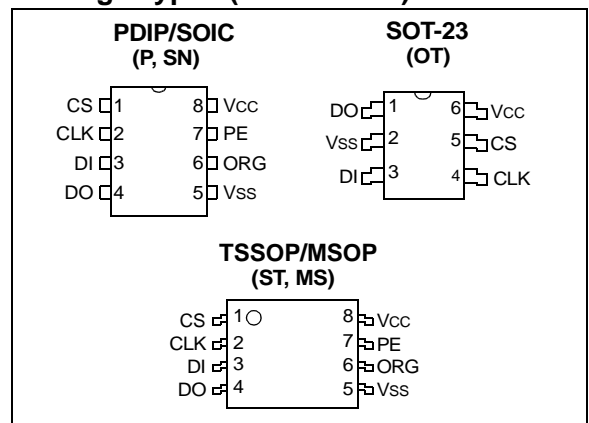 PDIP/SOIC
(P, SN)
CS 1 8 Vcc
CLK 2 7 PE
DI 3 6 ORG
DO 4 5 Vss
SOT-23
(OT)
DO 1 6 Vcc
Vss 2 5 CS
DI 3 4 CLK
TSSOP/MSOP
(ST, MS)
CS 1 8 Vcc
CLK 2 7 PE
DI 3 6 ORG
DO 4 5 Vss